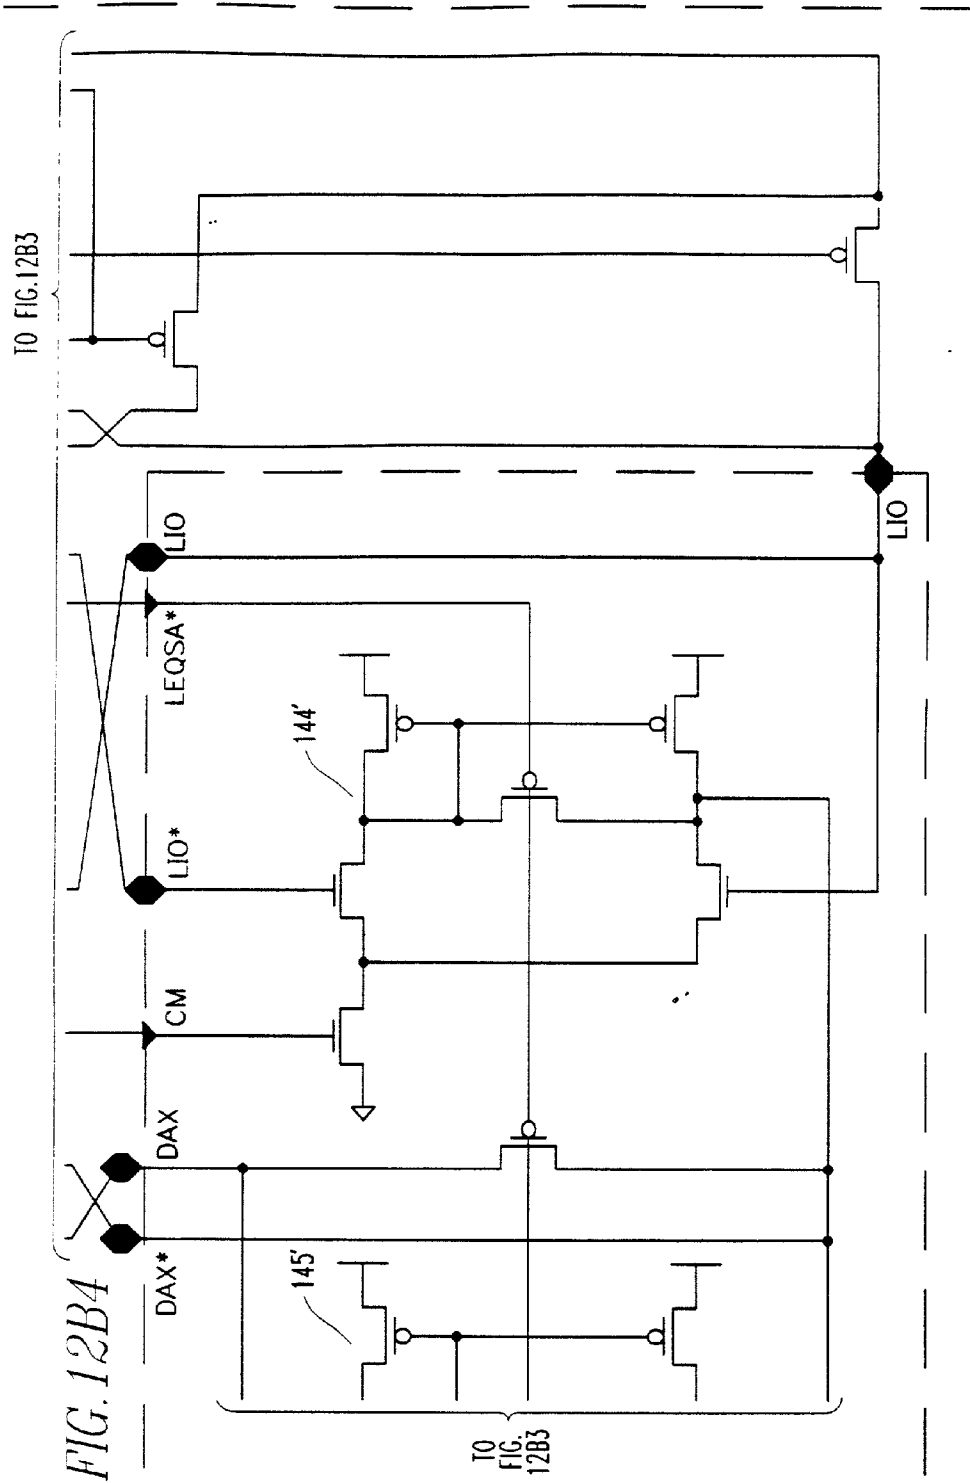 TO FIG.12B3
LIO
LEQSA*
LIO*
CM
DAX
DAX*
LIO
144'
145'
TO
FIG.
12B3
FIG. 12B4